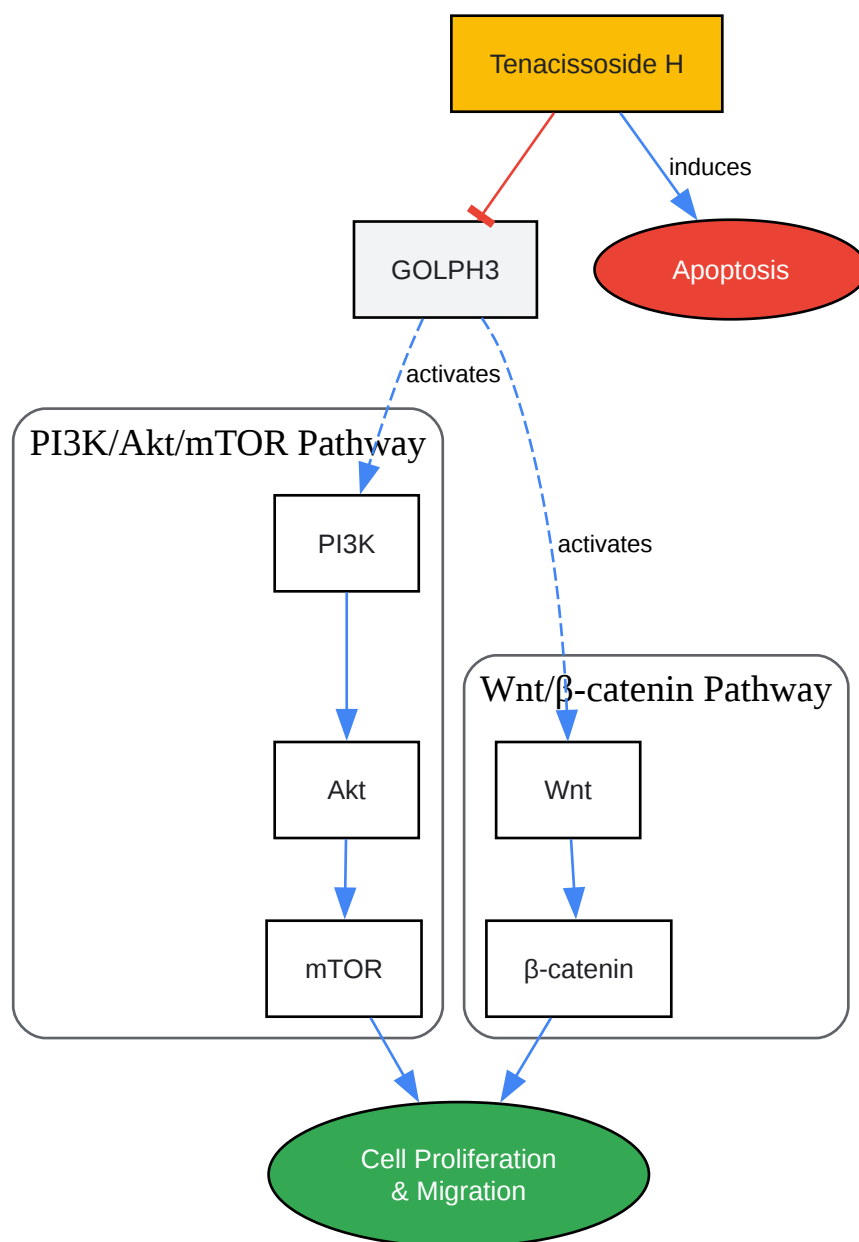 Tenacissoside H
induces
GOLPH3
Apoptosis
activates
PI3K/Akt/mTOR Pathway
PI3K
activates
Wnt/β-catenin Pathway
Akt
Wnt
mTOR
β-catenin
Cell Proliferation
& Migration